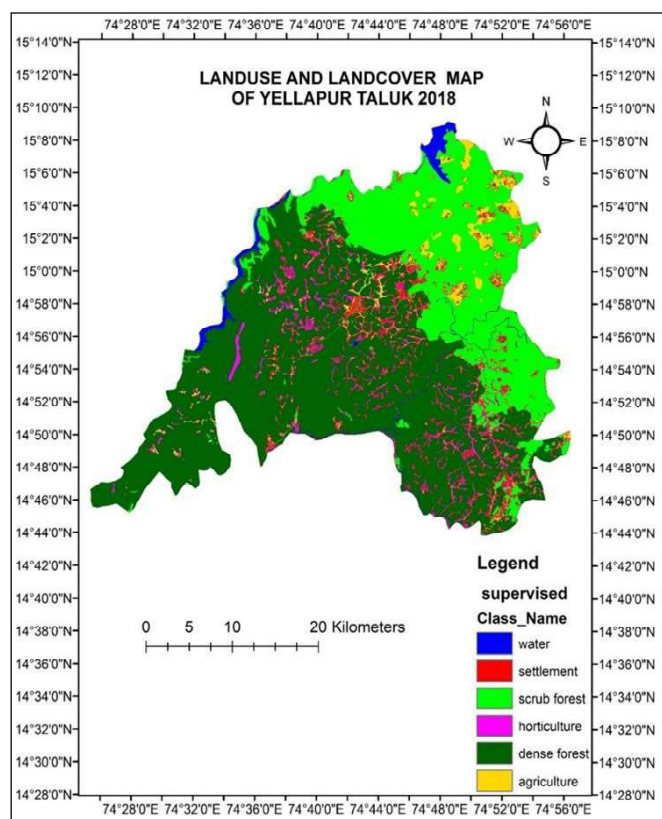 74°28'0"E 74°32'0"E 74°36'0"E 74°40'0"E 74°44'0"E 74°48'0"E 74°52'0"E 74°56'0"E
15°14'0"N 15°14'0"N
15°12'0"N 15°12'0"N
LANDUSE AND LANDCOVER MAP
OF YELLAPUR TALUK 2018
15°10'0"N 15°10'0"N
N
15°8'0"N W E 15°8'0"N
S
15°6'0"N 15°6'0"N
15°4'0"N 15°4'0"N
15°2'0"N 15°2'0"N
15°0'0"N 15°0'0"N
14°58'0"N 14°58'0"N
14°56'0"N 14°56'0"N
14°54'0"N 14°54'0"N
14°52'0"N 14°52'0"N
14°50'0"N 14°50'0"N
14°48'0"N 14°48'0"N
14°46'0"N 14°46'0"N
14°44'0"N 14°44'0"N
14°42'0"N 14°42'0"N
Legend
supervised
14°40'0"N 14°40'0"N
Class_Name
0 5 10 20 Kilometers
14°38'0"N water 14°38'0"N
14°36'0"N settlement 14°36'0"N
14°34'0"N scrub forest 14°34'0"N
14°32'0"N horticulture 14°32'0"N
14°30'0"N dense forest 14°30'0"N
14°28'0"N agriculture 14°28'0"N
74°28'0"E 74°32'0"E 74°36'0"E 74°40'0"E 74°44'0"E 74°48'0"E 74°52'0"E 74°56'0"E